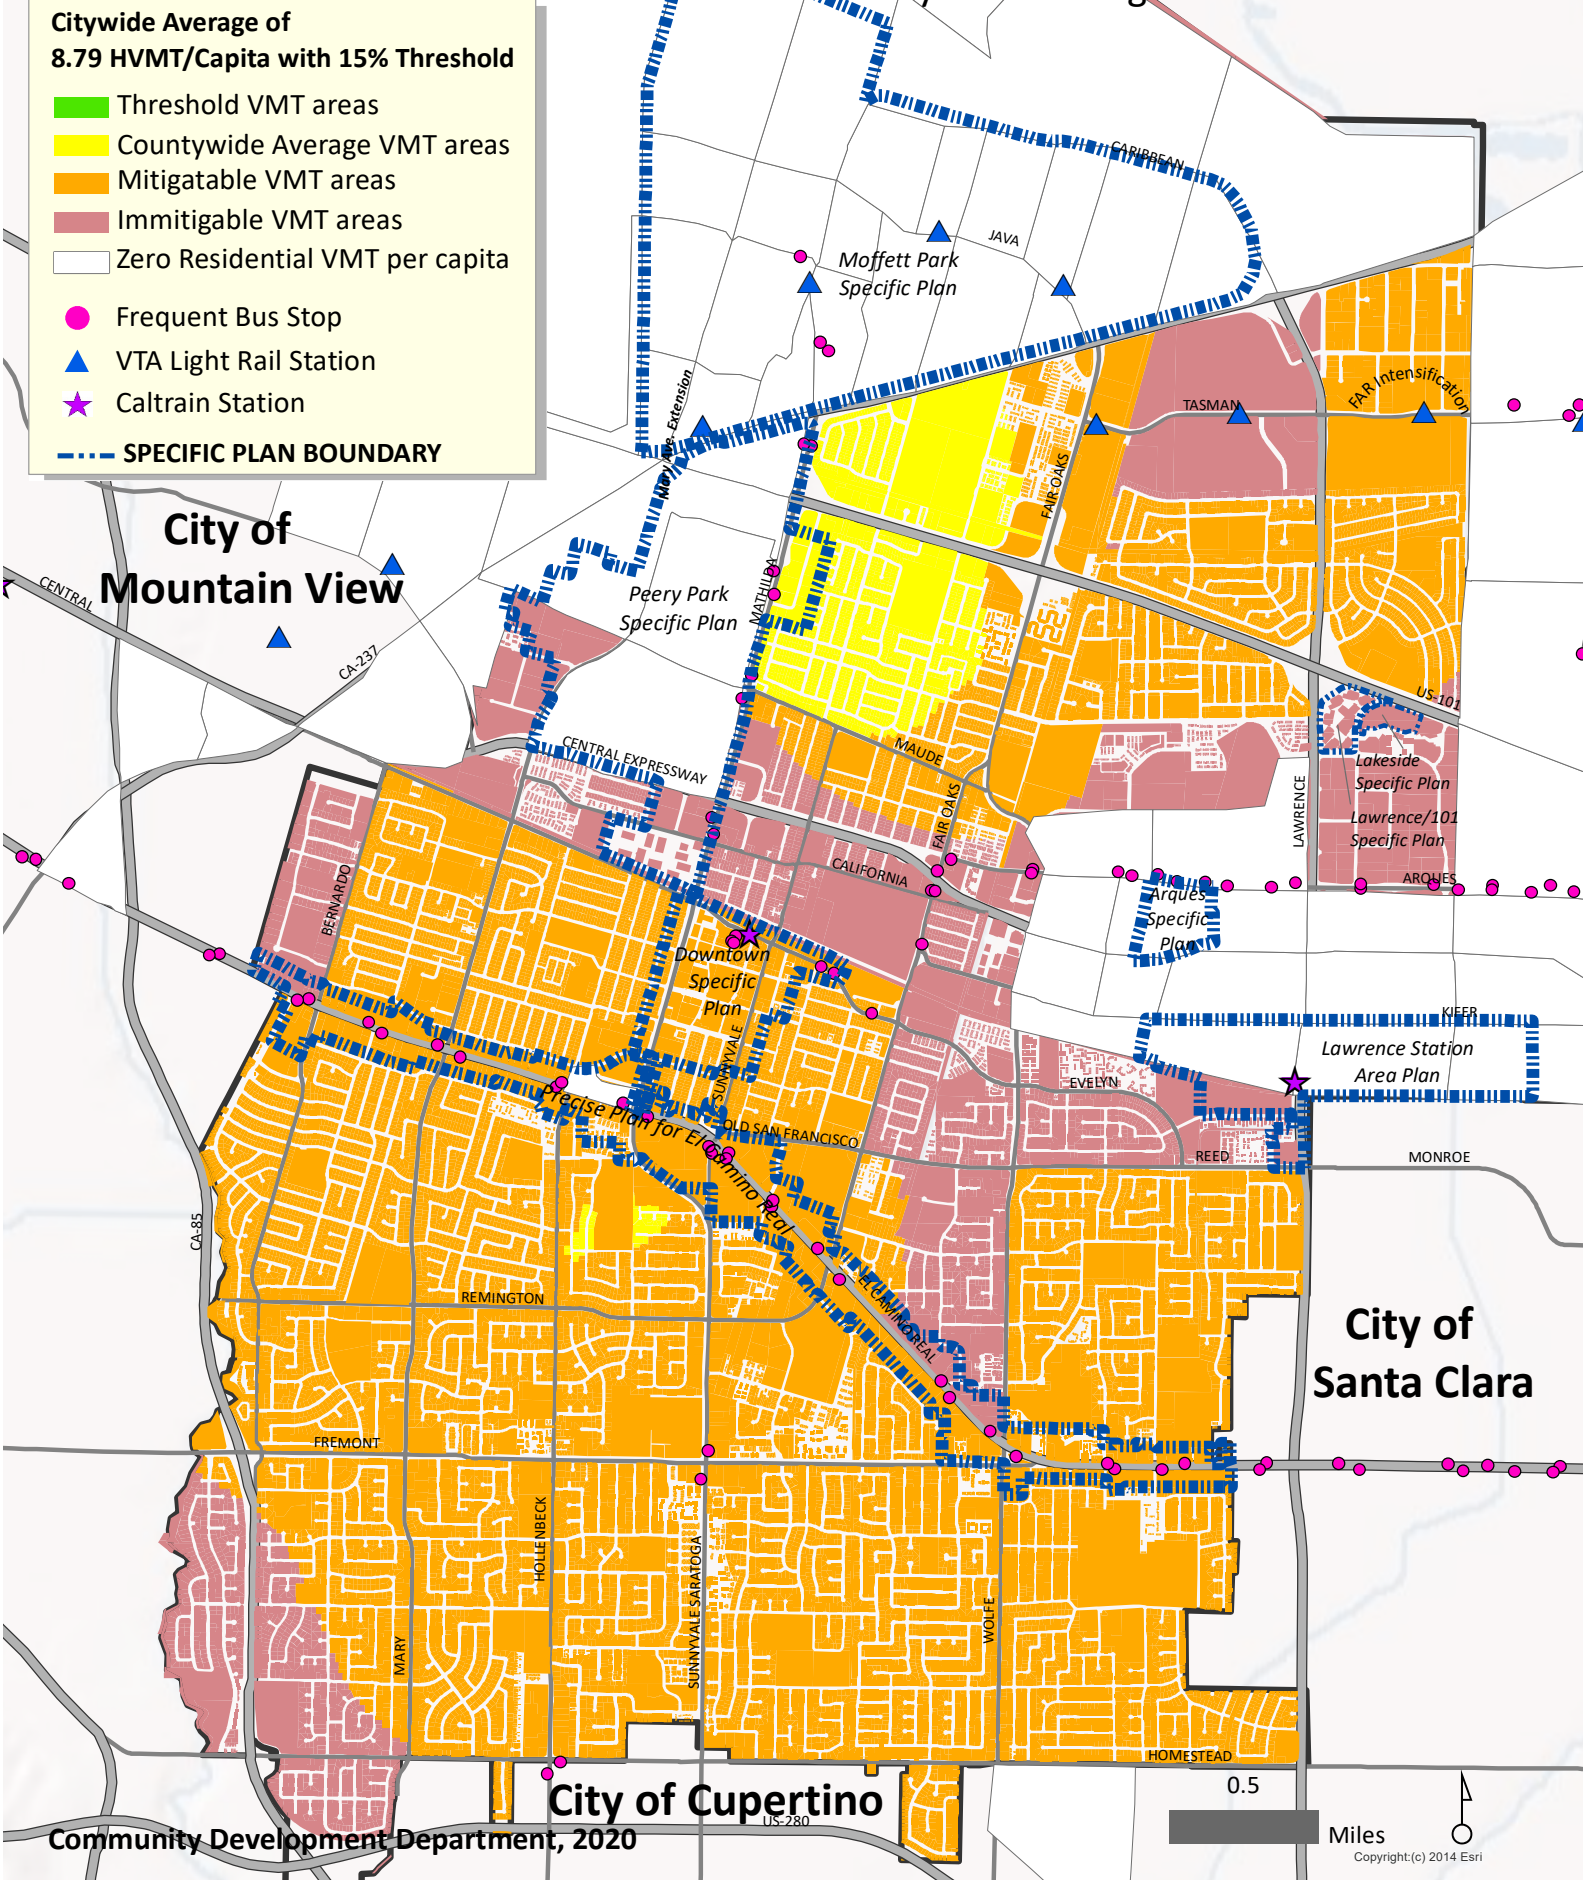 Citywide Average of
8.79 HVMT/Capita with 15% Threshold
Threshold VMT areas
Countywide Average VMT areas
Mitigatable VMT areas
Immitigable VMT areas
Zero Residential VMT per capita
Frequent Bus Stop
VTA Light Rail Station
Caltrain Station
SPECIFIC PLAN BOUNDARY
CARIBBEAN
JAVA
Moffett Park
Specific Plan
Mary Ave. Extension
TASMAN
FAR Intensification
FAIR OAKS
City of
Mountain View
CENTRAL
CA-237
Peery Park
Specific Plan
MATHILDA
US-101
CENTRAL EXPRESSWAY
MAUDE
Lakeside
Specific Plan
LAWRENCE
Lawrence/101
Specific Plan
FAIR OAKS
CALIFORNIA
ARQUES
BERNARDO
Arques
Specific
Plan
Downtown
Specific
Plan
KIFER
SUNNYVALE
Lawrence Station
Area Plan
EVELYN
Precise Plan for El Camino Real
OLD SAN FRANCISCO
REED
MONROE
CA-85
REMINGTON
EL CAMINO REAL
City of
Santa Clara
FREMONT
HOLLENBECK
SUNNYVALE SARATOGA
WOLFE
MARY
HOMESTEAD
City of Cupertino
US-280
Community Development Department, 2020
0.5
Miles
Copyright:(c) 2014 Esri